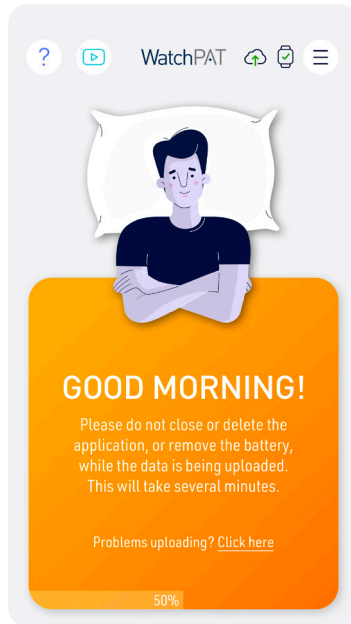 ?
WatchPAT
GOOD MORNING!
Please do not close or delete the
application, or remove the battery,
while the data is being uploaded.
This will take several minutes.
Problems uploading? Click here
50%